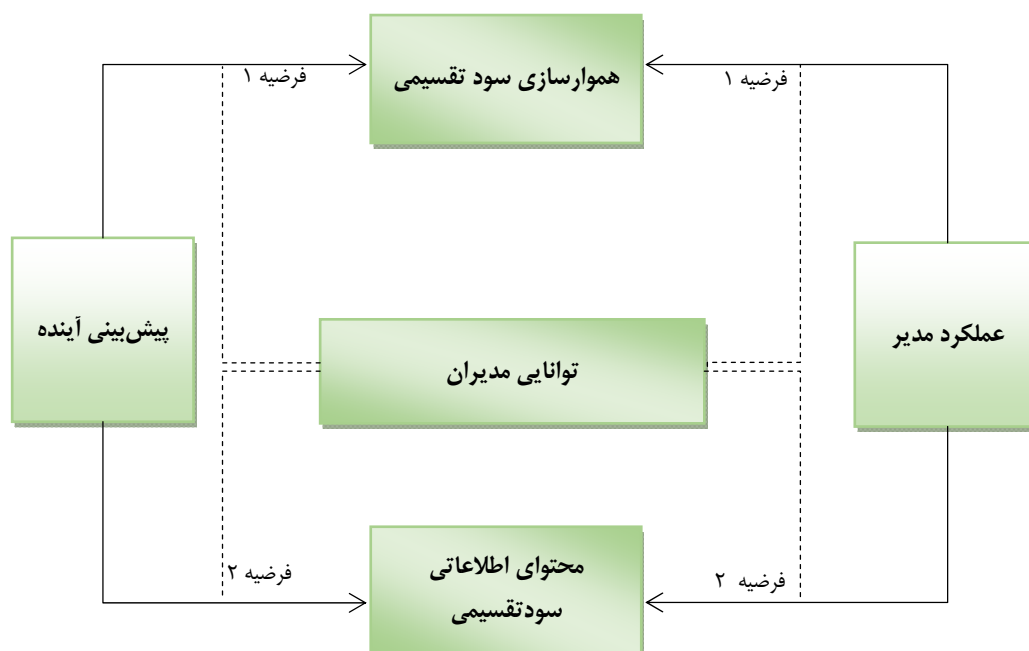 فرضیه ۱
هموارسازی سود تقسیمی
فرضیه ۱
عملکرد مدیر
توانایی مدیران
پیش‌بینی آینده
فرضیه ۲
محتوای اطلاعاتی
سودتقسیمی
فرضیه ۲